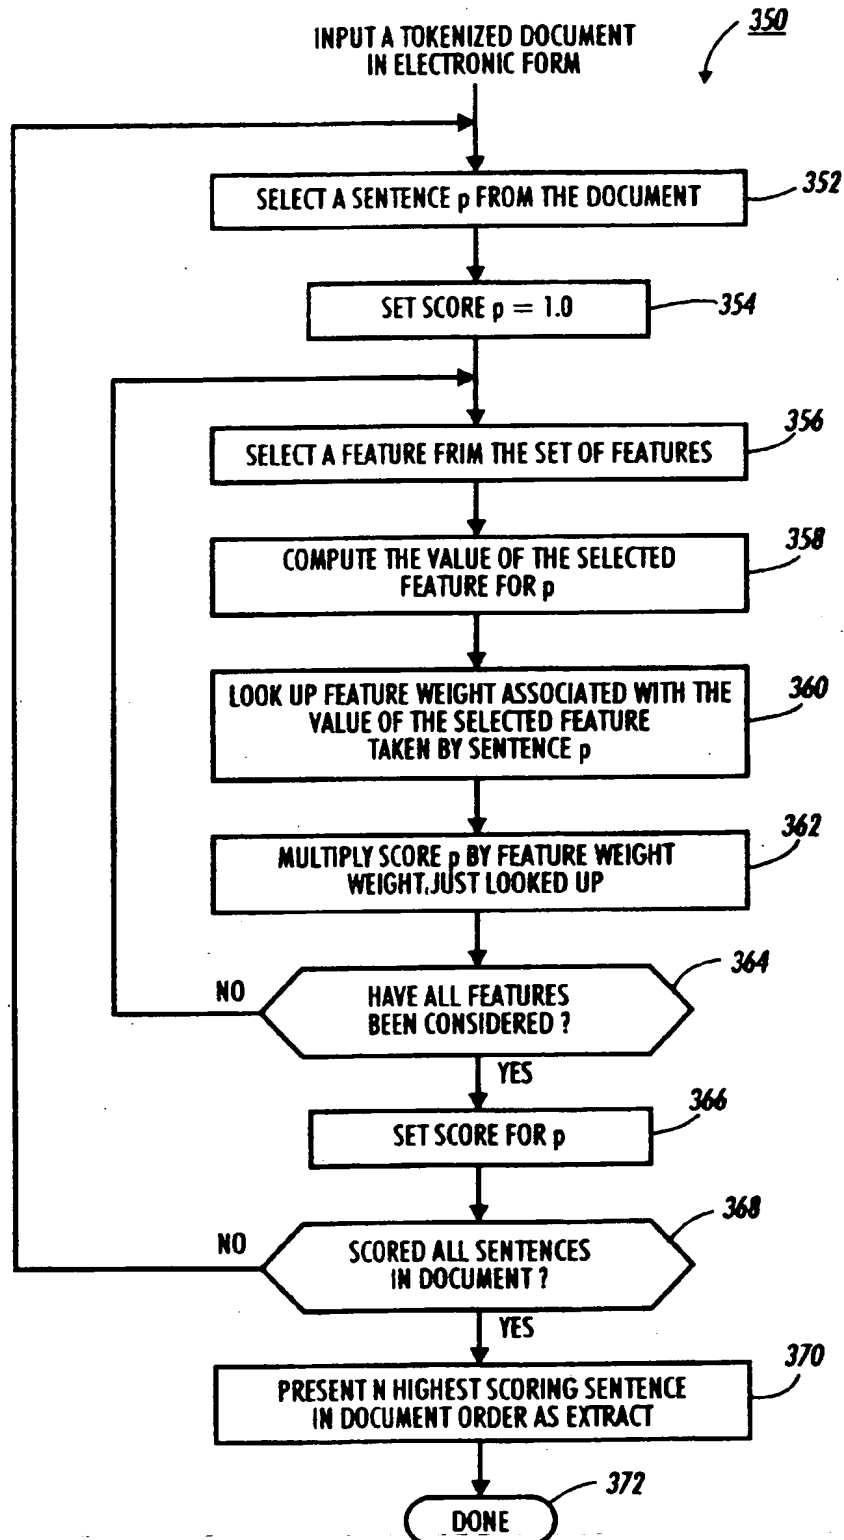 350
INPUT A TOKENIZED DOCUMENT
IN ELECTRONIC FORM
SELECT A SENTENCE p FROM THE DOCUMENT
352
SET SCORE p = 1.0
354
SELECT A FEATURE FRIM THE SET OF FEATURES
356
COMPUTE THE VALUE OF THE SELECTED
FEATURE FOR p
358
LOOK UP FEATURE WEIGHT ASSOCIATED WITH THE
VALUE OF THE SELECTED FEATURE
TAKEN BY SENTENCE p
360
MULTIPLY SCORE p BY FEATURE WEIGHT
WEIGHT,JUST LOOKED UP
362
HAVE ALL FEATURES
BEEN CONSIDERED ?
364
NO
YES
SET SCORE FOR p
366
SCORED ALL SENTENCES
IN DOCUMENT ?
368
NO
YES
PRESENT N HIGHEST SCORING SENTENCE
IN DOCUMENT ORDER AS EXTRACT
370
DONE
372